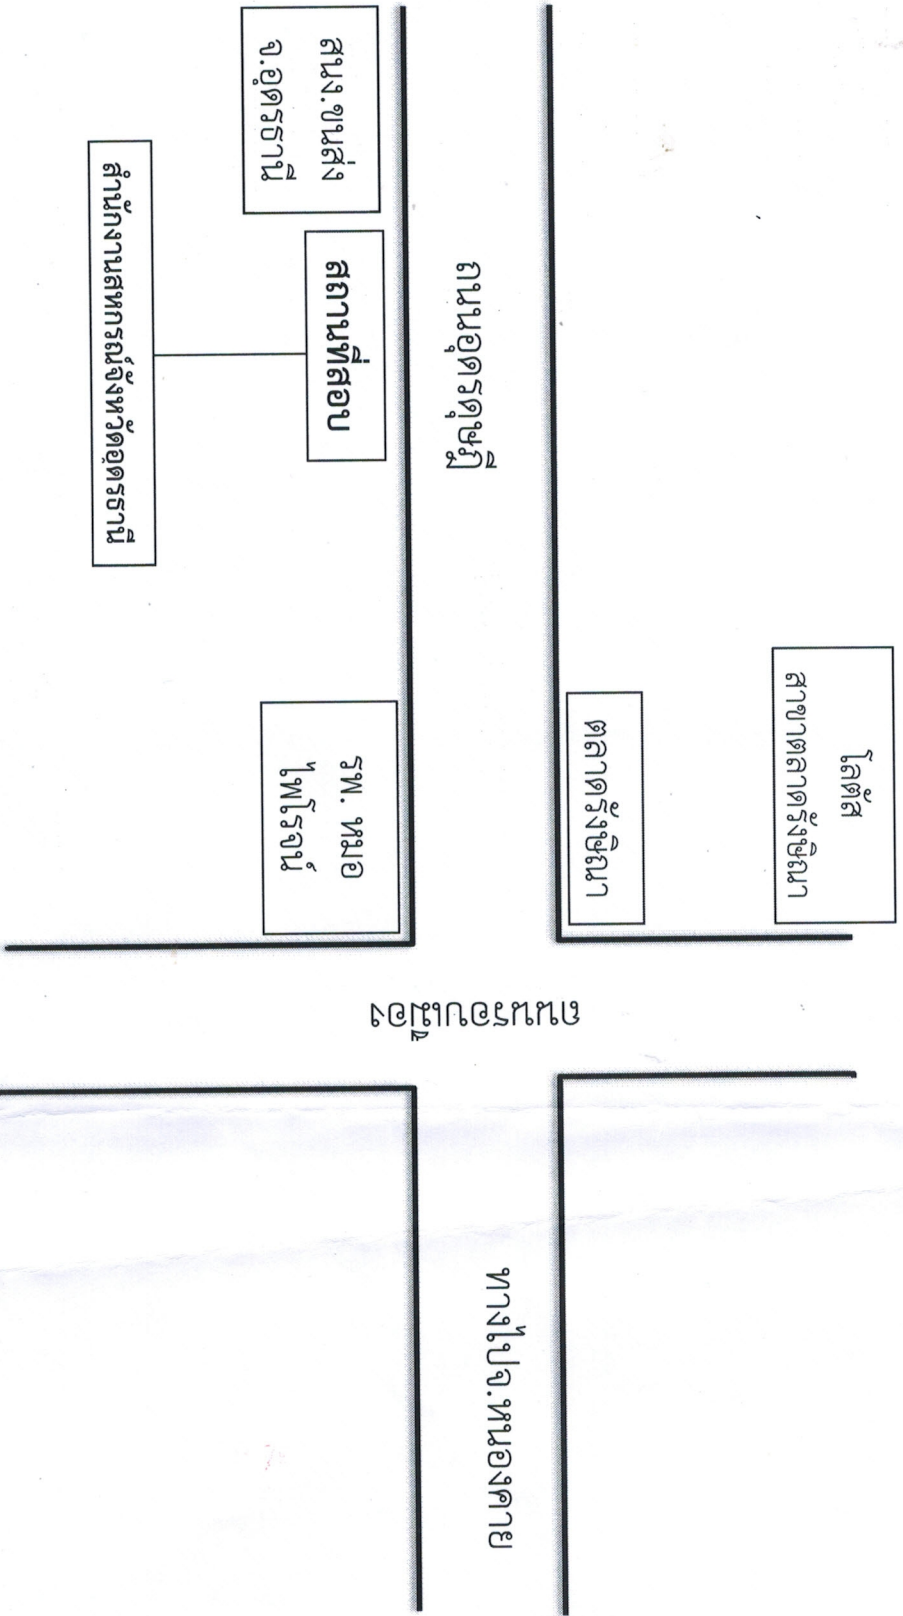 โลตัส
สาขาตลาดรังษิณา
ตลาดรังษิณา
ถนนอุดรดุษฎี
ทางไปจ.หนองคาย
ถนนรอบเมือง
สนง.ขนส่ง
จ.อุดรธานี
สถานที่สอบ
รพ. หมอ
ไพโรจน์
สำนักงานสหกรณ์จังหวัดอุดรธานี